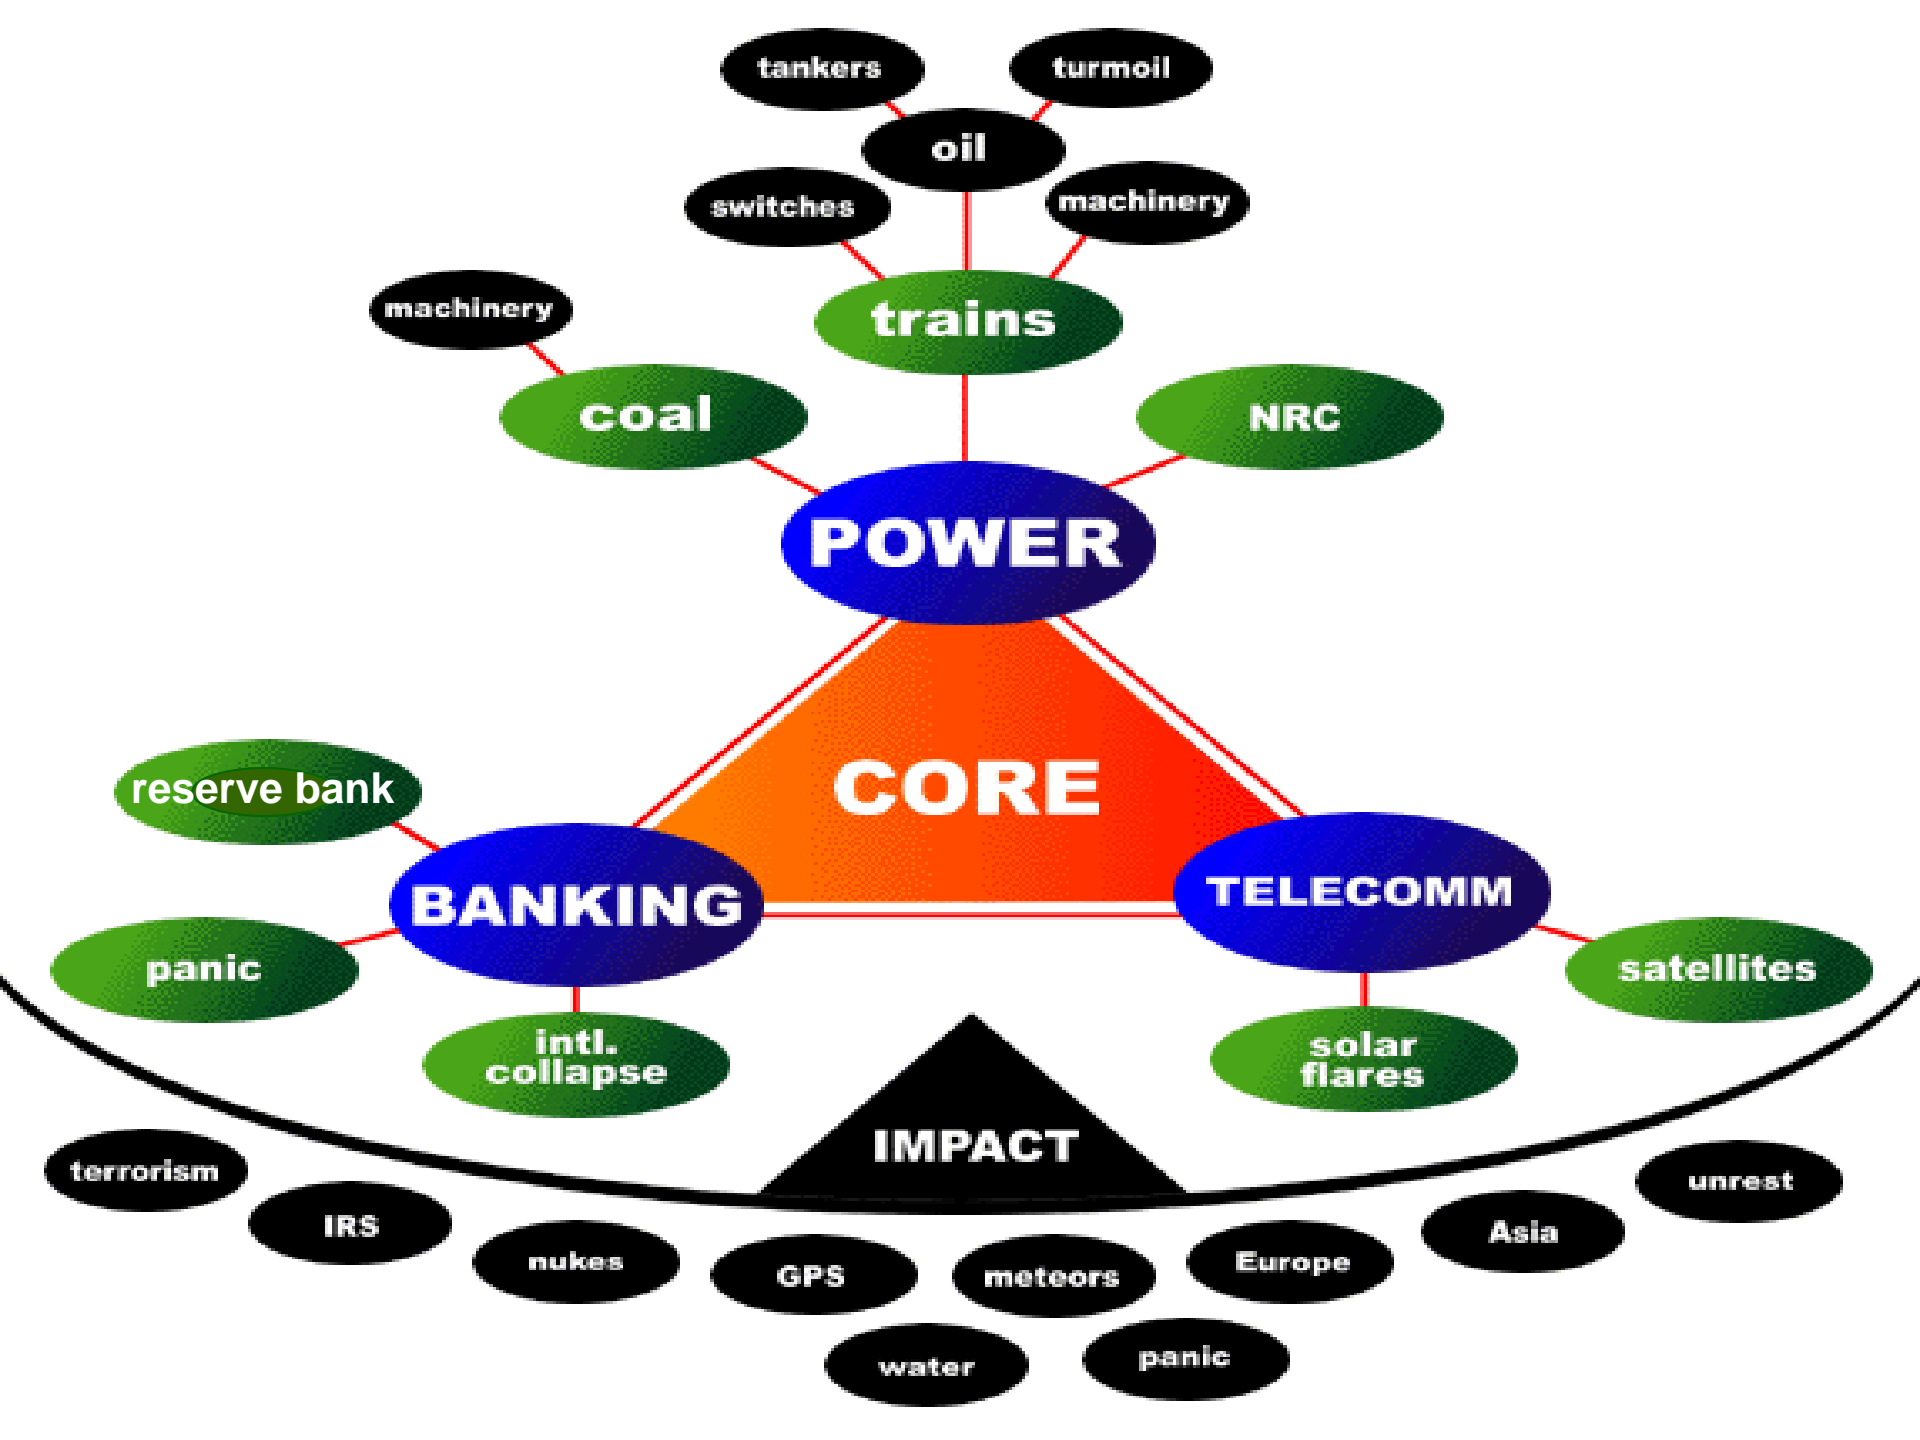 tankers
turmoil
oil
switches
machinery
machinery
trains
coal
NRC
POWER
CORE
reserve bank
BANKING
TELECOMM
panic
satellites
intl.
collapse
solar
flares
IMPACT
terrorism
IRS
nukes
GPS
meteors
Europe
Asia
unrest
water
panic